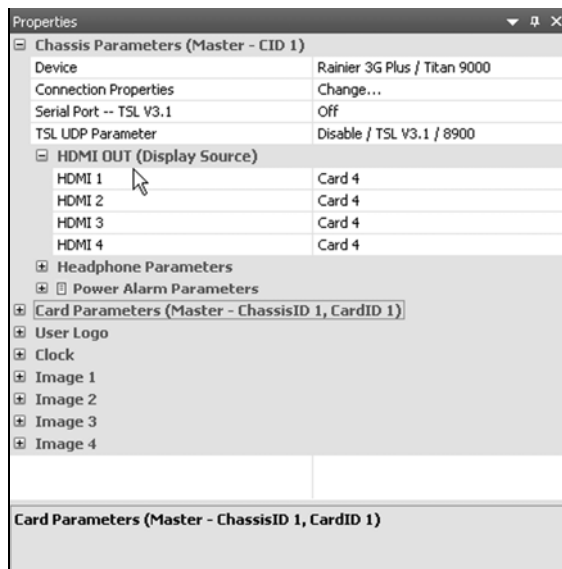 Properties
Chassis Parameters (Master - CID 1)
Device Rainier 3G Plus / Titan 9000
Connection Properties Change...
Serial Port -- TSL V3.1 Off
TSL UDP Parameter Disable / TSL V3.1 / 8900
HDMI OUT (Display Source)
HDMI 1 Card 4
HDMI 2 Card 4
HDMI 3 Card 4
HDMI 4 Card 4
Headphone Parameters
Power Alarm Parameters
Card Parameters (Master - ChassisID 1, CardID 1)
User Logo
Clock
Image 1
Image 2
Image 3
Image 4
Card Parameters (Master - ChassisID 1, CardID 1)